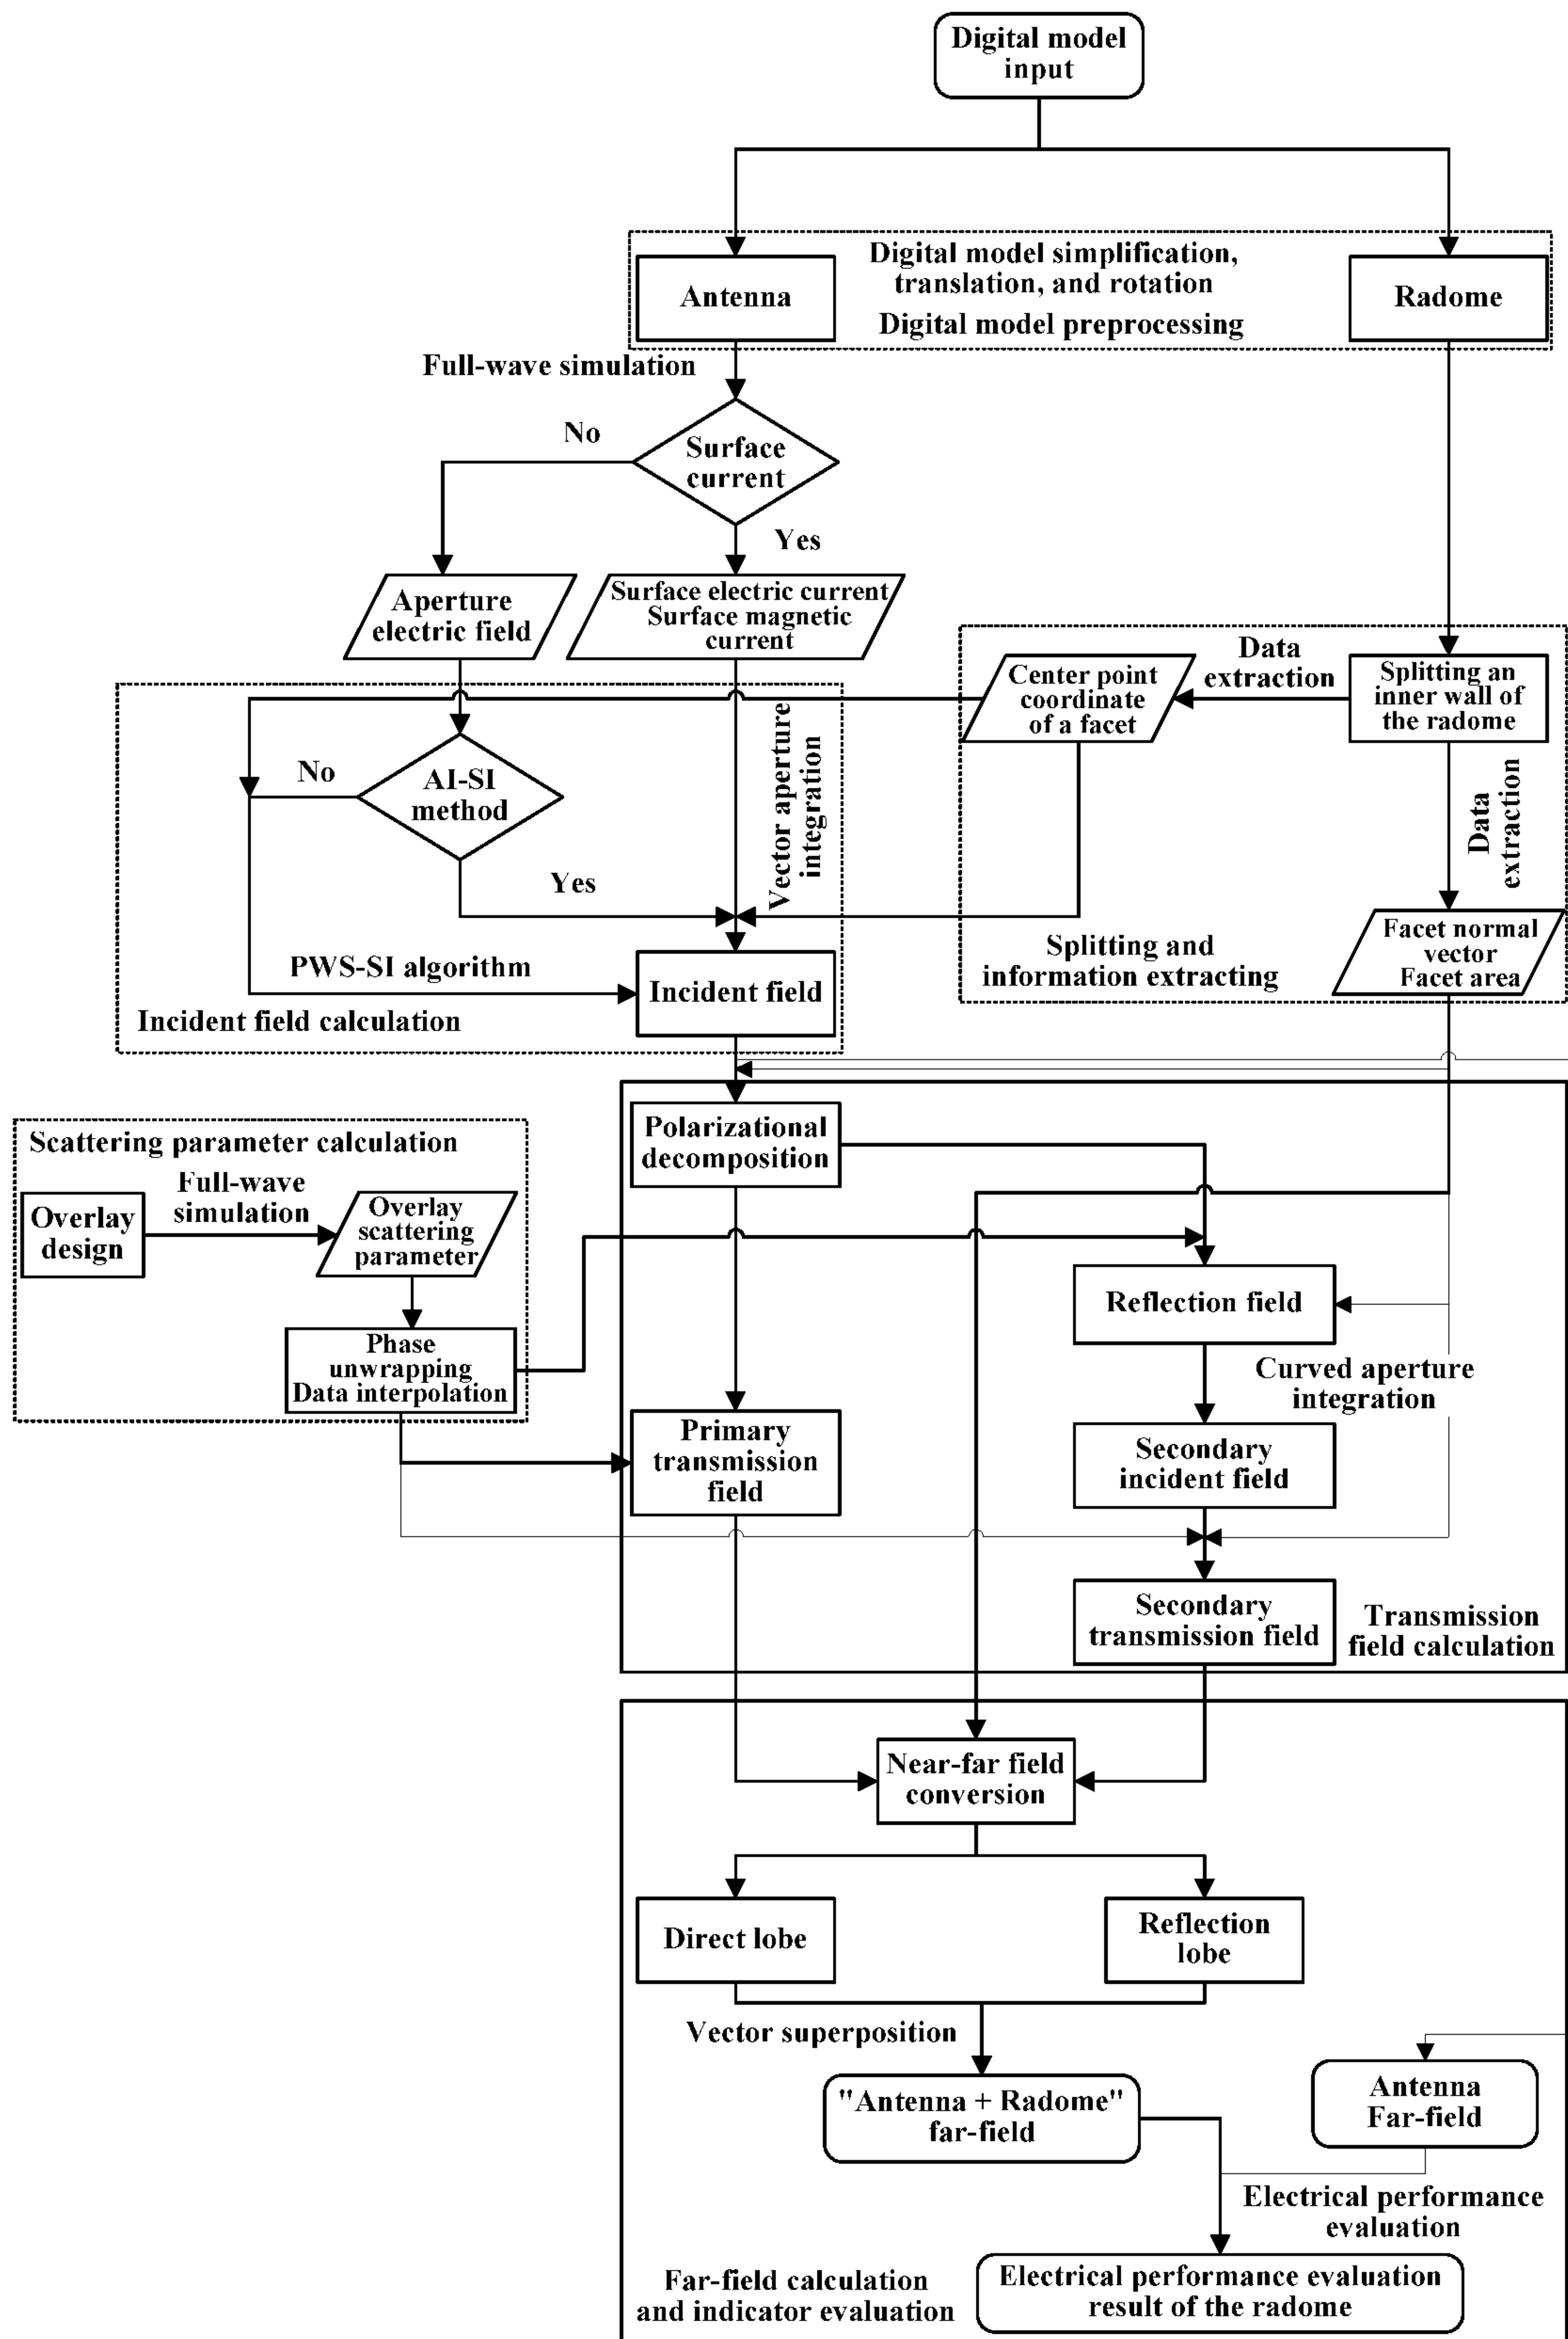 Digital model
input
Digital model simplification,
translation, and rotation
Antenna
Radome
Digital model preprocessing
Full-wave simulation
No
Surface
current
Yes
Aperture
electric field
Surface electric current
Surface magnetic
current
Data
extraction
Center point
coordinate
of a facet
Splitting an
inner wall of
the radome
No
AI-SI
method
Vector aperture
integration
Data
extraction
Yes
Facet normal
vector
Facet area
Splitting and
information extracting
PWS-SI algorithm
Incident field
Incident field calculation
Polarizational
decomposition
Scattering parameter calculation
Full-wave
simulation
Overlay
design
Overlay
scattering
parameter
Reflection field
Phase
unwrapping
Data interpolation
Curved aperture
integration
Primary
transmission
field
Secondary
incident field
Secondary
transmission field
Transmission
field calculation
Near-far field
conversion
Direct lobe
Reflection
lobe
Vector superposition
"Antenna + Radome"
far-field
Antenna
Far-field
Electrical performance
evaluation
Far-field calculation
and indicator evaluation
Electrical performance evaluation
result of the radome